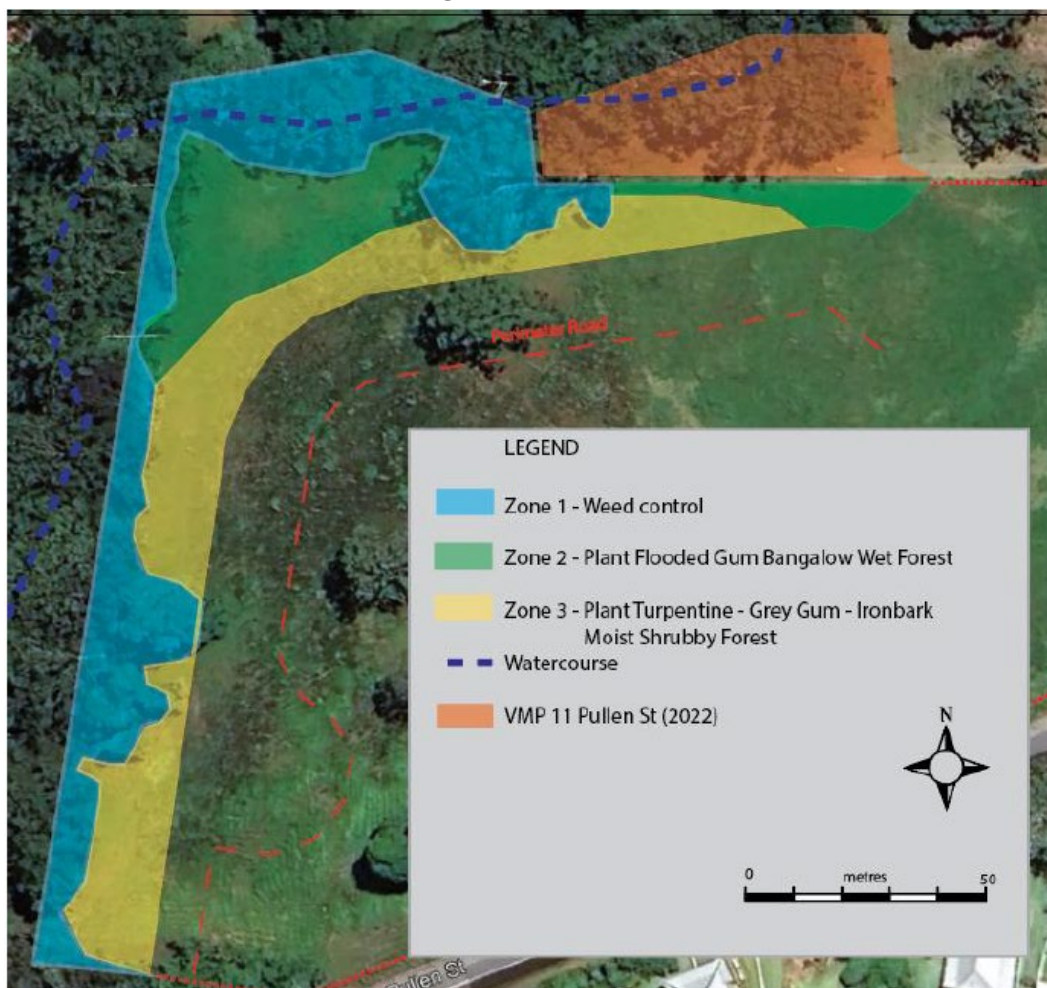 Perimeter Road
LEGEND
Zone 1 - Weed control
Zone 2 - Plant Flooded Gum Bangalow Wet Forest
Zone 3 - Plant Turpentine - Grey Gum - Ironbark
Moist Shrubby Forest
Watercourse
VMP 11 Pullen St (2022)
N
0 metres 50
Pullen St